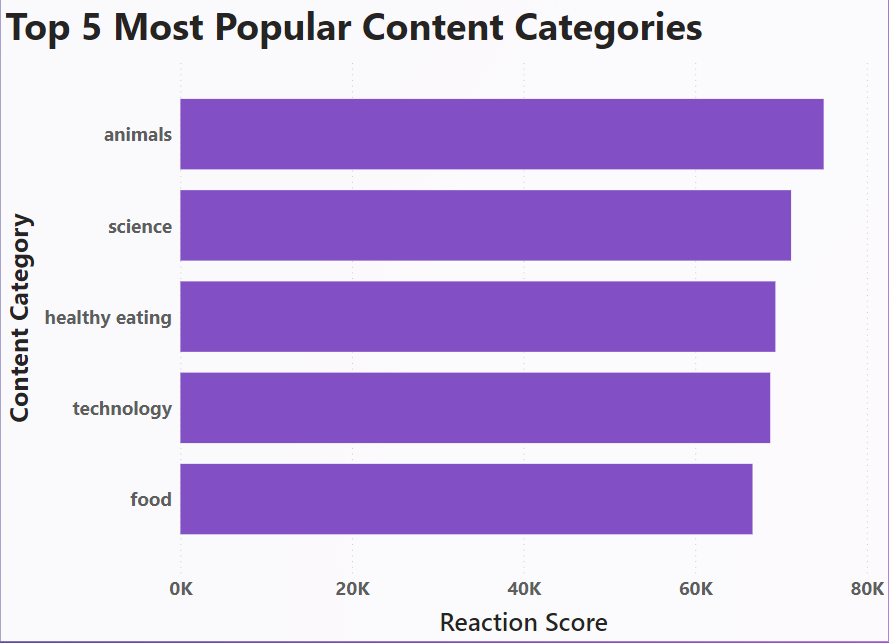 Top 5 Most Popular Content Categories
Content Category
animals
science
healthy eating
technology
food
0K 20K 40K 60K 80K
Reaction Score